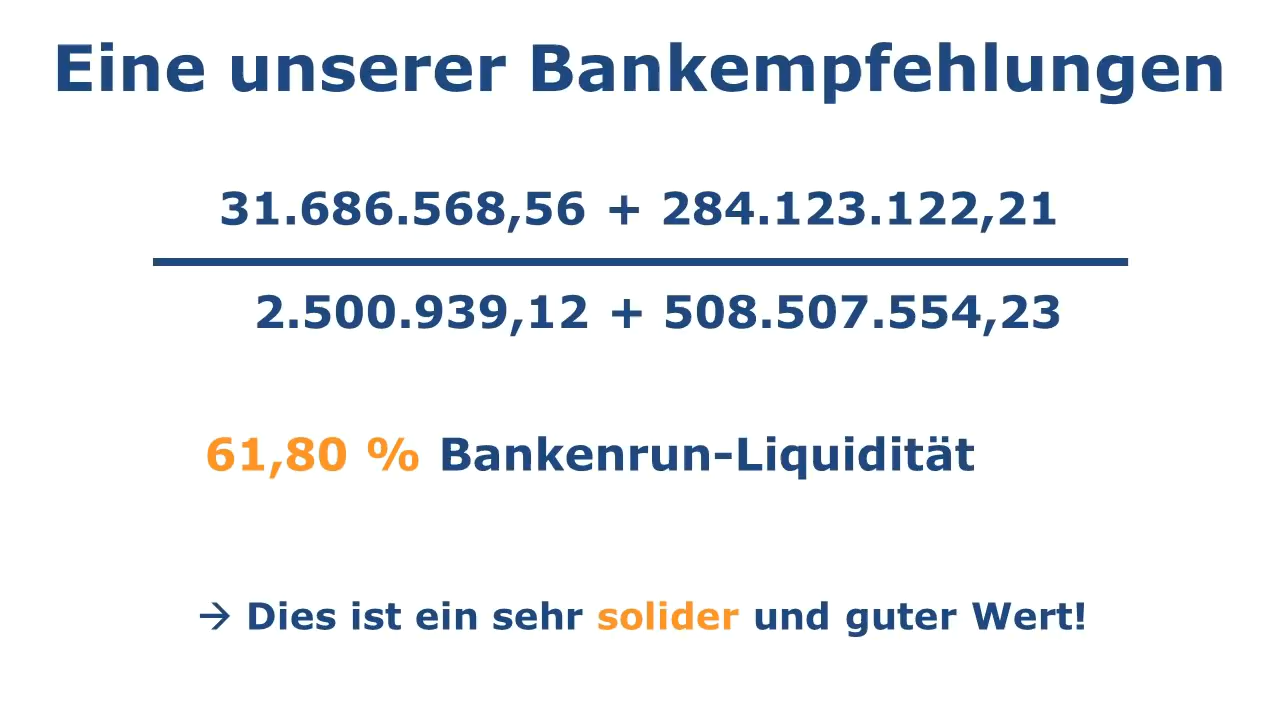 Eine unserer Bankempfehlungen
31.686.568,56 + 284.123.122,21
2.500.939,12 + 508.507.554,23
61,80 % Bankenrun-Liquidität
→ Dies ist ein sehr solider und guter Wert!